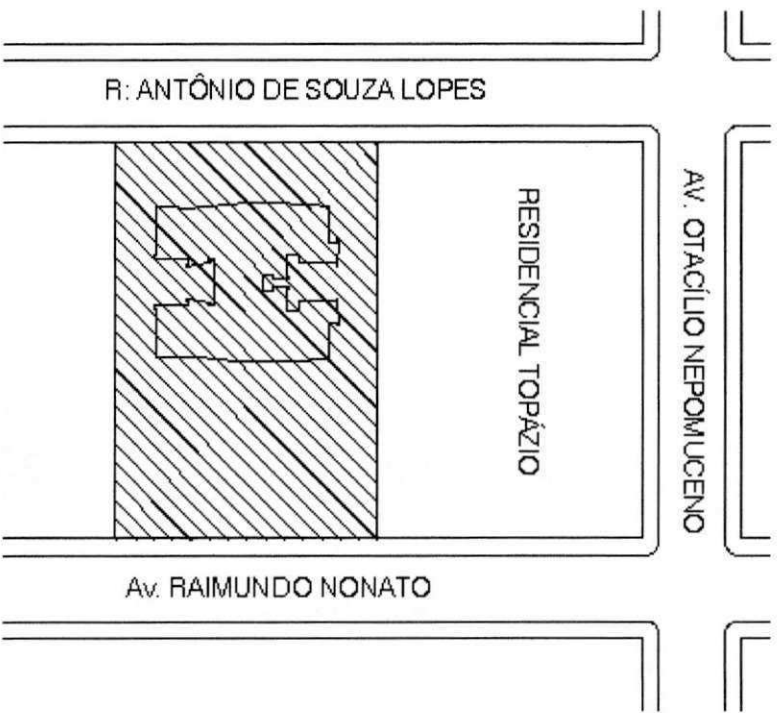 R: ANTÔNIO DE SOUZA LOPES
RESIDENCIAL TOPÁZIO
AV. OTACÍLIO NEPOMUCENO
Av. RAIMUNDO NONATO